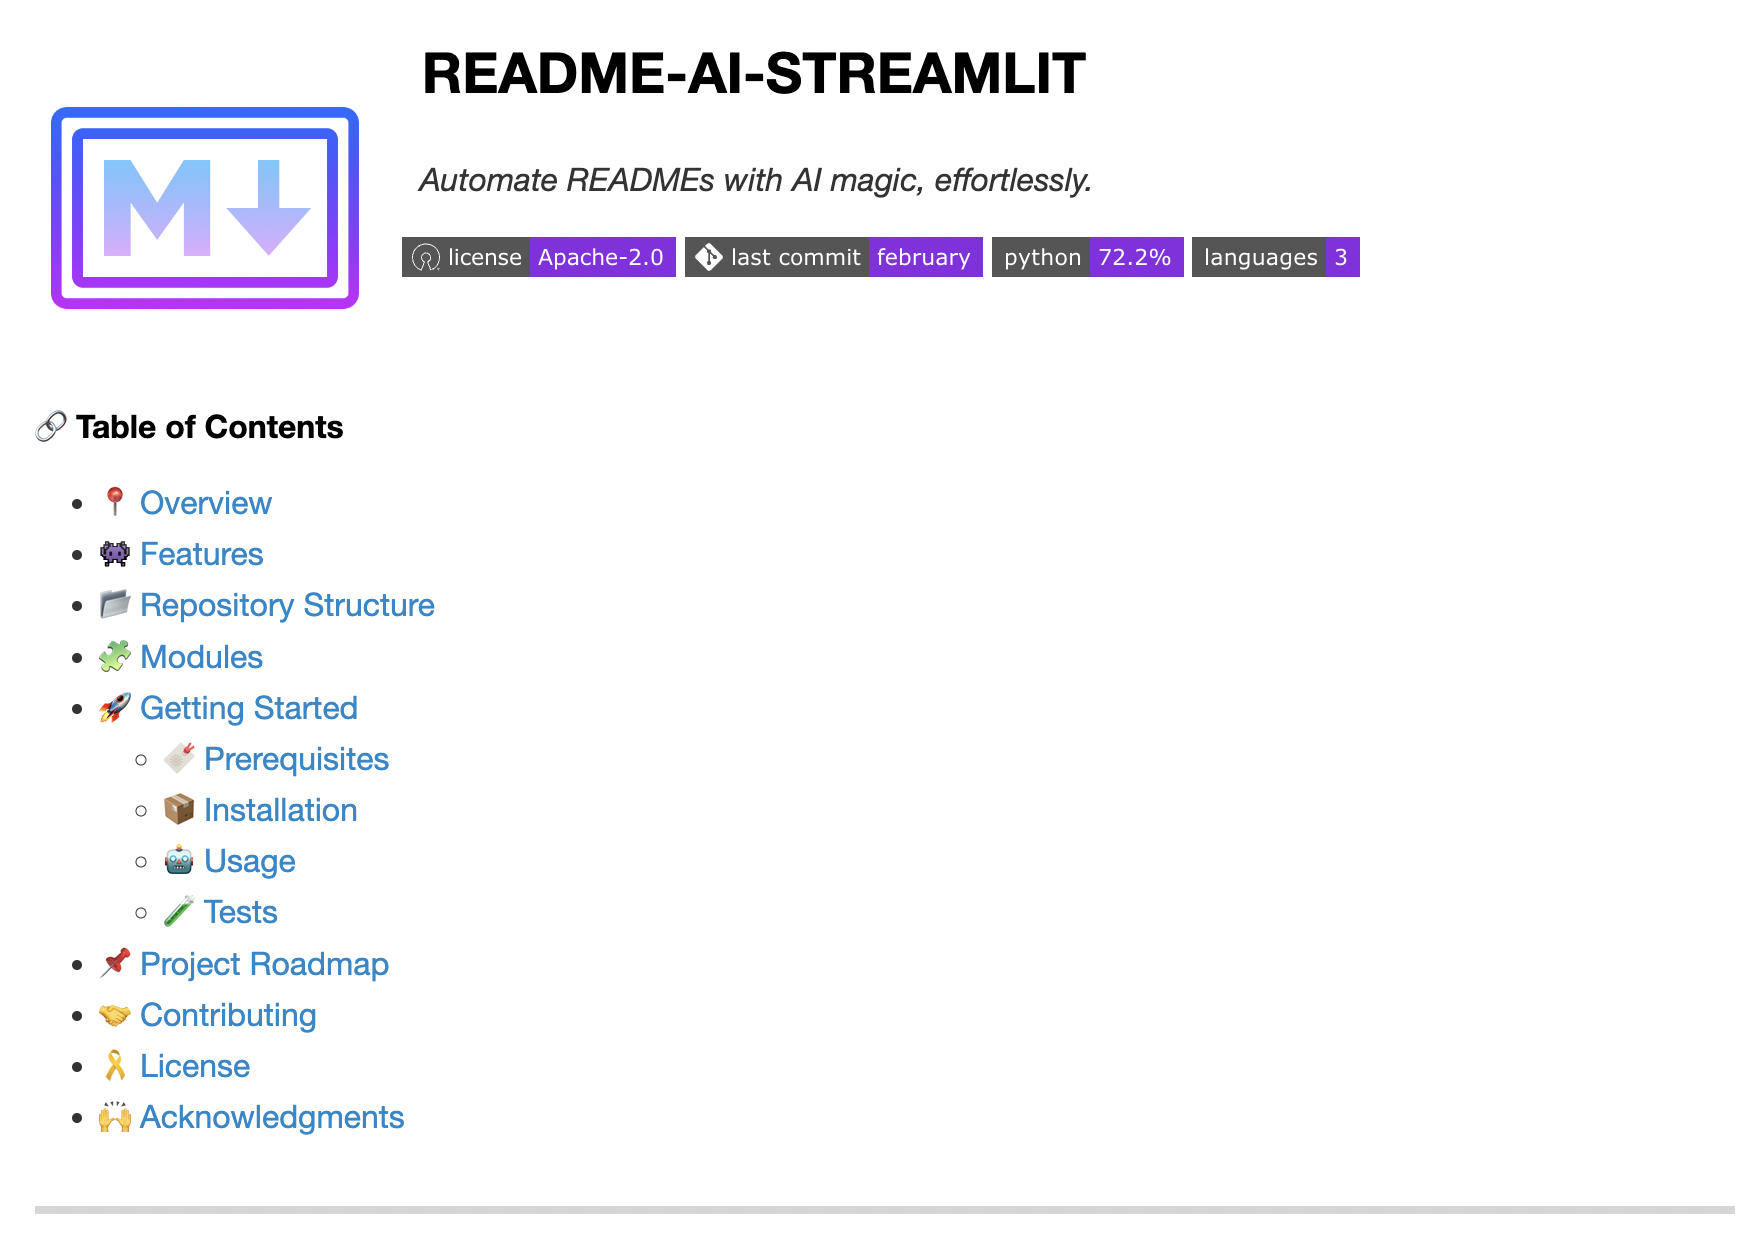 README-AI-STREAMLIT
M
Automate READMEs with AI magic, effortlessly.
license Apache-2.0 last commit february python 72.2% languages 3
🔗 Table of Contents
• 📍 Overview
• 👾 Features
• 📂 Repository Structure
• 🧩 Modules
• 🚀 Getting Started
◦ 🔖 Prerequisites
◦ 📦 Installation
◦ 🤖 Usage
◦ 🧪 Tests
• 📌 Project Roadmap
• 🤝 Contributing
• 🎗 License
• 🙌 Acknowledgments